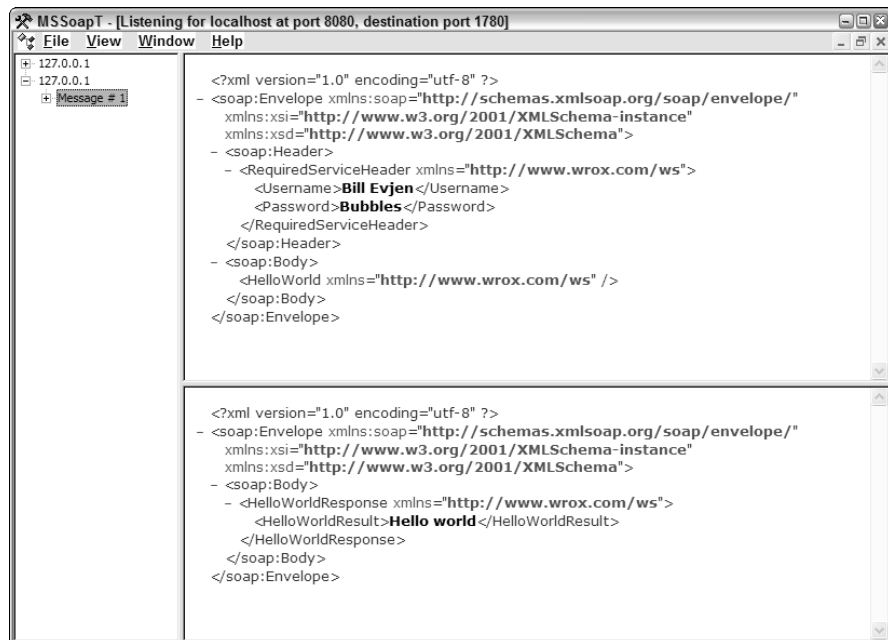 MSSoapT - [Listening for localhost at port 8080, destination port 1780]
File View Window Help
127.0.0.1
127.0.0.1
Message # 1
<?xml version="1.0" encoding="utf-8" ?>
- <soap:Envelope xmlns:soap="http://schemas.xmlsoap.org/soap/envelope/"
xmlns:xsi="http://www.w3.org/2001/XMLSchema-instance"
xmlns:xsd="http://www.w3.org/2001/XMLSchema">
- <soap:Header>
- <RequiredServiceHeader xmlns="http://www.wrox.com/ws">
<Username>Bill Evjen</Username>
<Password>Bubbles</Password>
</RequiredServiceHeader>
</soap:Header>
- <soap:Body>
<HelloWorld xmlns="http://www.wrox.com/ws" />
</soap:Body>
</soap:Envelope>
<?xml version="1.0" encoding="utf-8" ?>
- <soap:Envelope xmlns:soap="http://schemas.xmlsoap.org/soap/envelope/"
xmlns:xsi="http://www.w3.org/2001/XMLSchema-instance"
xmlns:xsd="http://www.w3.org/2001/XMLSchema">
- <soap:Body>
- <HelloWorldResponse xmlns="http://www.wrox.com/ws">
<HelloWorldResult>Hello world</HelloWorldResult>
</HelloWorldResponse>
</soap:Body>
</soap:Envelope>